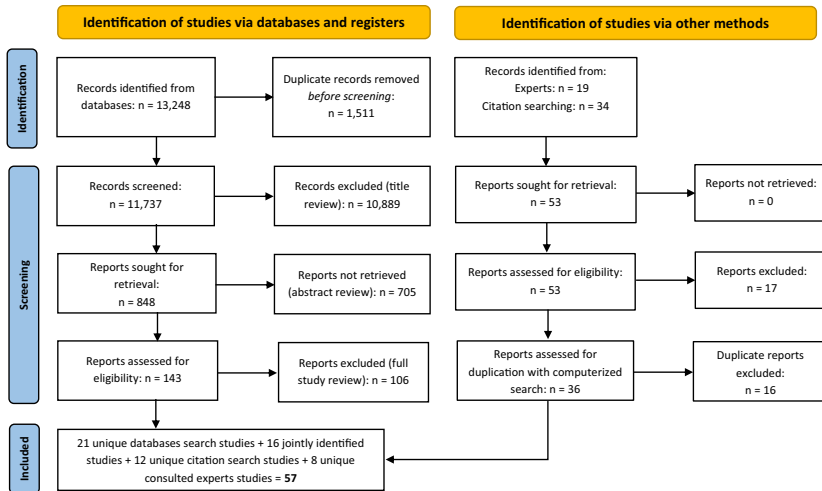 Identification of studies via databases and registers
Identification of studies via other methods
Identification
Records identified from
databases: n = 13,248
Duplicate records removed
before screening:
n = 1,511
Records identified from:
Experts: n = 19
Citation searching: n = 34
Screening
Records screened:
n = 11,737
Records excluded (title
review): n = 10,889
Reports sought for retrieval:
n = 53
Reports not retrieved:
n = 0
Reports sought for
retrieval:
n = 848
Reports not retrieved
(abstract review): n = 705
Reports assessed for eligibility:
n = 53
Reports excluded:
n = 17
Reports assessed for
eligibility: n = 143
Reports excluded (full
study review): n = 106
Reports assessed for
duplication with computerized
search: n = 36
Duplicate reports
excluded:
n = 16
Included
21 unique databases search studies + 16 jointly identified
studies + 12 unique citation search studies + 8 unique
consulted experts studies = 57